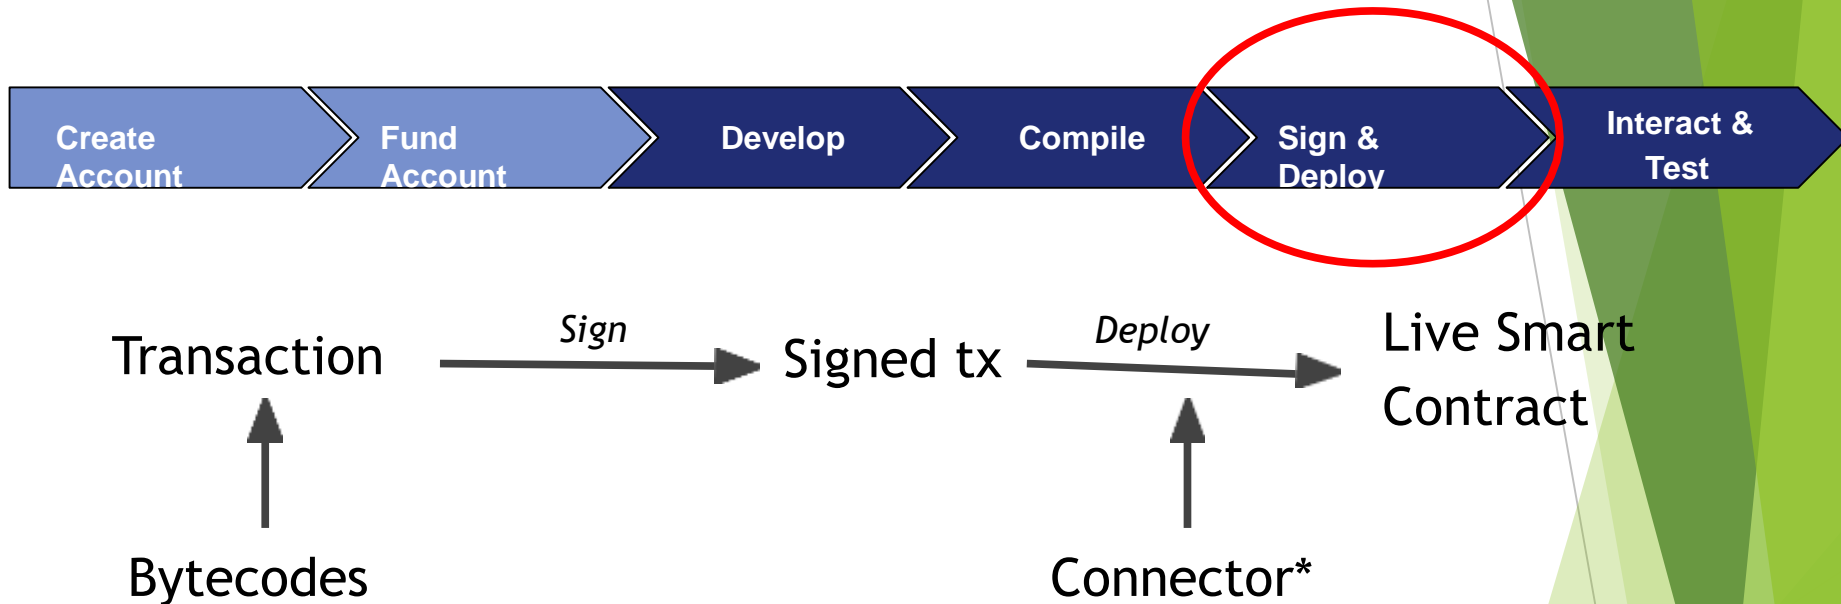 Create
Account
Fund
Account
Develop
Compile
Sign &
Deploy
Interact &
Test
Transaction
Sign
Signed tx
Deploy
Live Smart
Contract
Bytecodes
Connector*